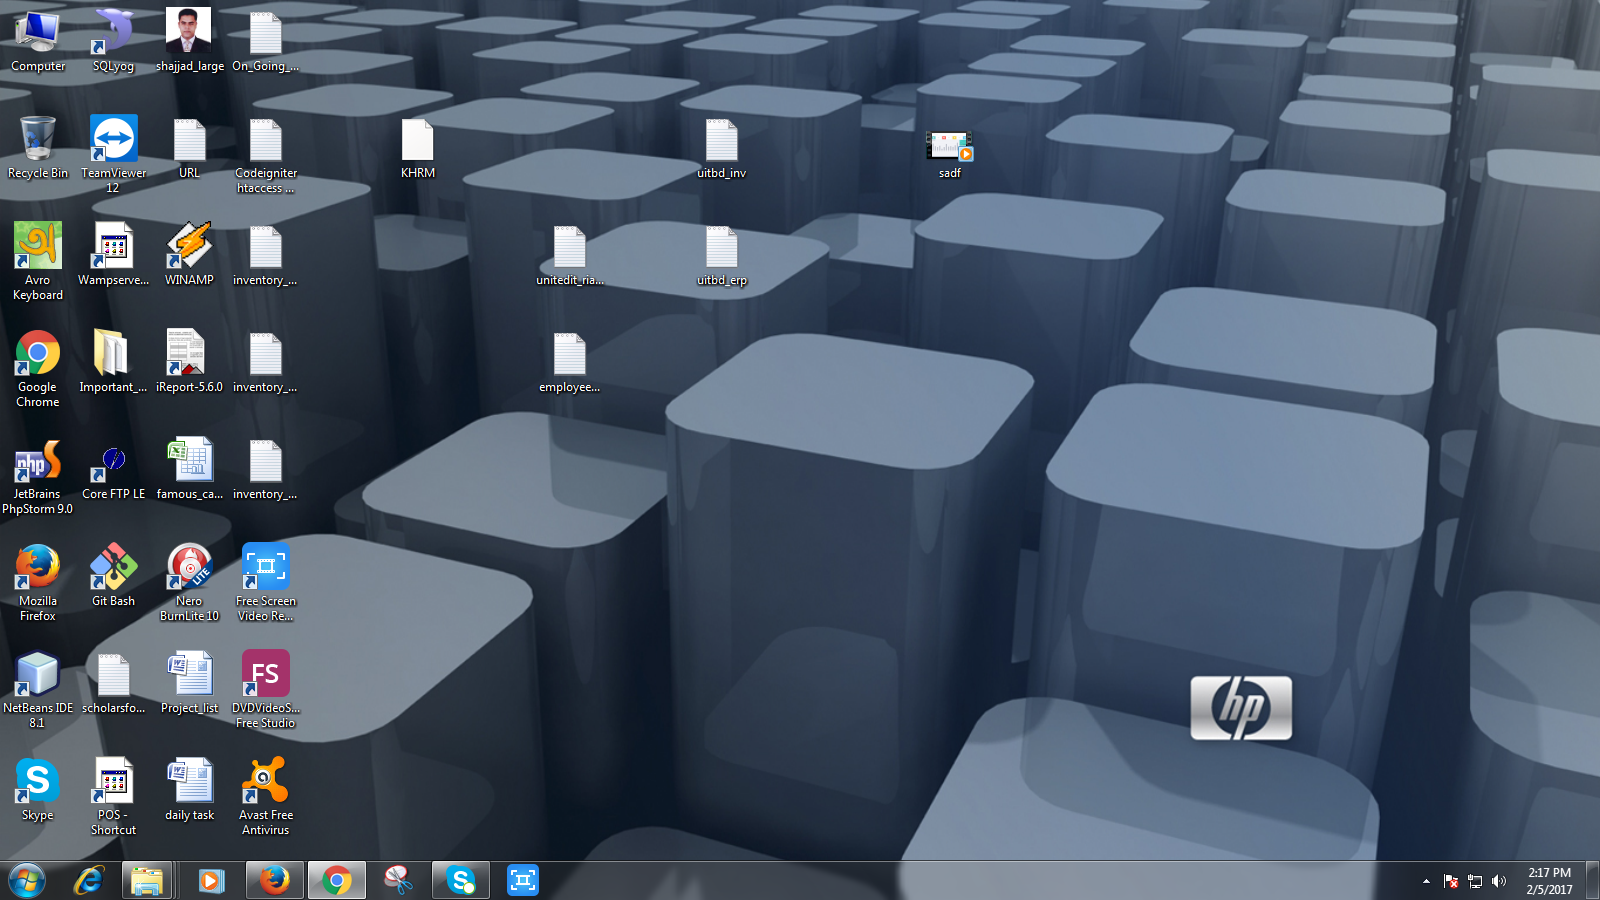 Computer
SQLyog
shajjad_large
On_Going_...
Recycle Bin
TeamViewer
12
URL
Codeigniter
htaccess ...
KHRM
uitbd_inv
sadf
Avro
Keyboard
Wampserve...
WINAMP
inventory_...
unitedit_ria...
uitbd_erp
Google
Chrome
Important_...
iReport-5.6.0
inventory_...
employee...
JetBrains
PhpStorm 9.0
Core FTP LE
famous_ca...
inventory_...
Mozilla
Firefox
Git Bash
Nero
BurnLite 10
Free Screen
Video Re...
NetBeans IDE
8.1
scholarsfo...
Project_list
DVDVideoS...
Free Studio
Skype
POS -
Shortcut
daily task
Avast Free
Antivirus
php
LITE
FS
hp
2:17 PM
2/5/2017